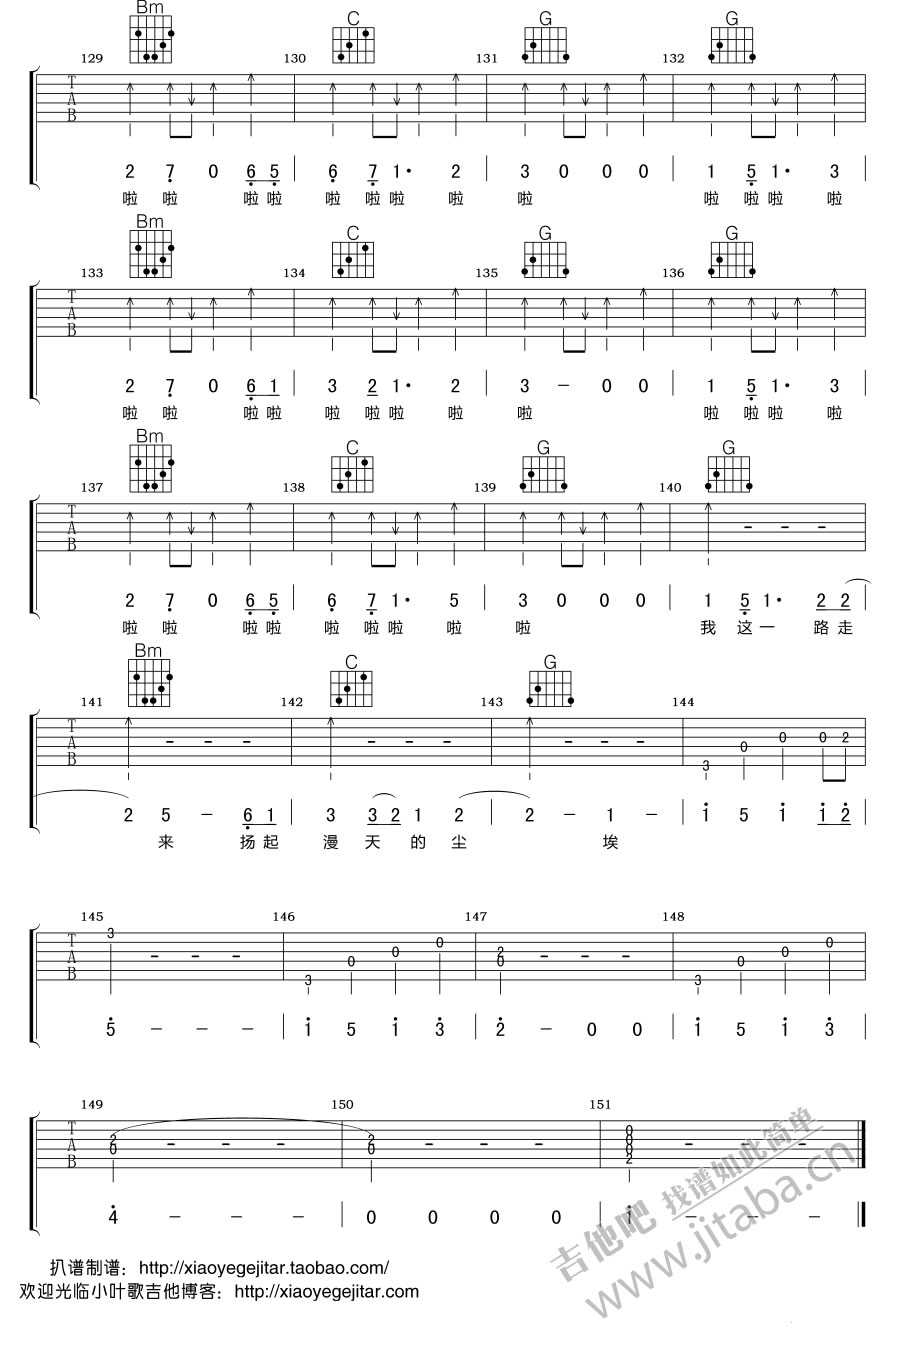 Bm C G G
129 130 131 132
T
A
B
2 7 0 6 5 6 7 1· 2 3 0 0 0 1 5 1· 3
啦 啦 啦 啦 啦 啦 啦 啦 啦 啦 啦 啦 啦
Bm C G G
133 134 135 136
T
A
B
2 7 0 6 1 3 2 1· 2 3 – 0 0 1 5 1· 3
啦 啦 啦 啦 啦 啦 啦 啦 啦 啦 啦 啦 啦
Bm C G G
137 138 139 140
T
A
B
2 7 0 6 5 6 7 1· 5 3 0 0 0 1 5 1· 2 2
啦 啦 啦 啦 啦 啦 啦 啦 啦 我 这 一 路 走
Bm C G
141 142 143 144
T
A
B
3 0 0 0 2
2 5 – 6 1 3 3 2 1 2 2 – 1 – 1 5 1 1 2
来 扬 起 漫 天 的 尘 埃
145 146 147 148
T
A
B
3 3 0 0 0 2 0 3 0 0 0
5 – – – 1 5 1 3 2 – 0 0 1 5 1 3
149 150 151
T
A
B
2 0 2 0 0 0 0 2
4 – – – 0 0 0 0 1 – – –
扒谱制谱：http://xiaoyegejitar.taobao.com/
欢迎光临小叶歌吉他博客：http://xiaoyegejitar.com
吉他吧 找谱如此简单
www.jitaba.cn